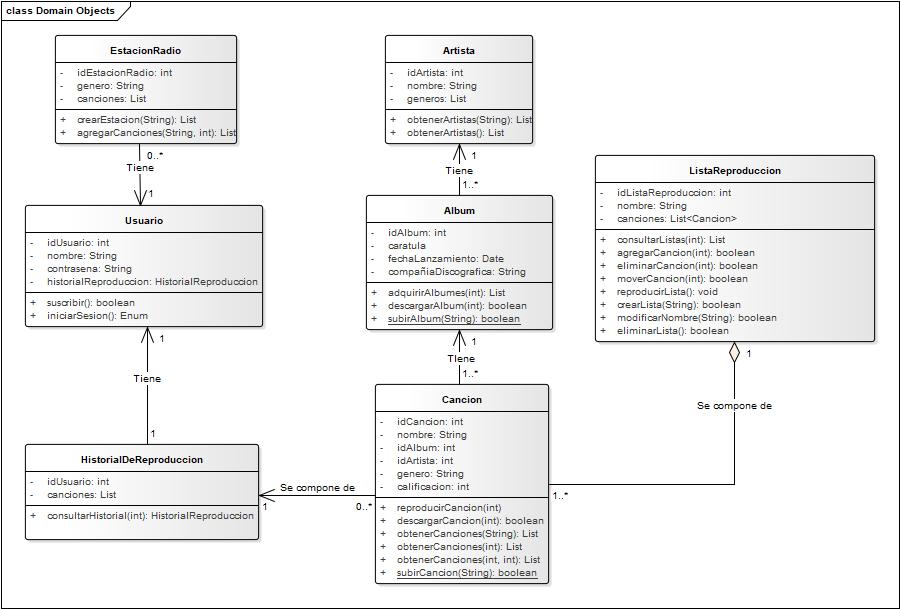 class Domain Objects
EstacionRadio
- idEstacionRadio: int
- genero: String
- canciones: List
+ crearEstacion(String): List
+ agregarCanciones(String, int): List
0..*
Tiene
1
Usuario
- idUsuario: int
- nombre: String
- contrasena: String
- historialReproduccion: HistorialReproduccion
+ suscribir(): boolean
+ iniciarSesion(): Enum
1
Tiene
1
HistorialDeReproduccion
- idUsuario: int
- canciones: List
+ consultarHistorial(int): HistorialReproduccion
Artista
- idArtista: int
- nombre: String
- generos: List
+ obtenerArtistas(String): List
+ obtenerArtistas(): List
1
Tiene
1..*
Album
- idAlbum: int
- caratula
- fechaLanzamiento: Date
- compañiaDiscografica: String
+ adquirirAlbumes(int): List
+ descargarAlbum(int): boolean
+ subirAlbum(String): boolean
1
TIene
1..*
Cancion
- idCancion: int
- nombre: String
- idAlbum: int
- idArtista: int
- genero: String
- calificacion: int
+ reproducirCancion(int)
+ descargarCancion(int): boolean
+ obtenerCanciones(String): List
+ obtenerCanciones(int): List
+ obtenerCanciones(int, int): List
+ subirCancion(String): boolean
Se compone de
1
0..*
ListaReproduccion
- idListaReproduccion: int
- nombre: String
- canciones: List<Cancion>
+ consultarListas(int): List
+ agregarCancion(int): boolean
+ eliminarCancion(int): boolean
+ moverCancion(int): boolean
+ reproducirLista(): void
+ crearLista(String): boolean
+ modificarNombre(String): boolean
+ eliminarLista(): boolean
1
Se compone de
1..*